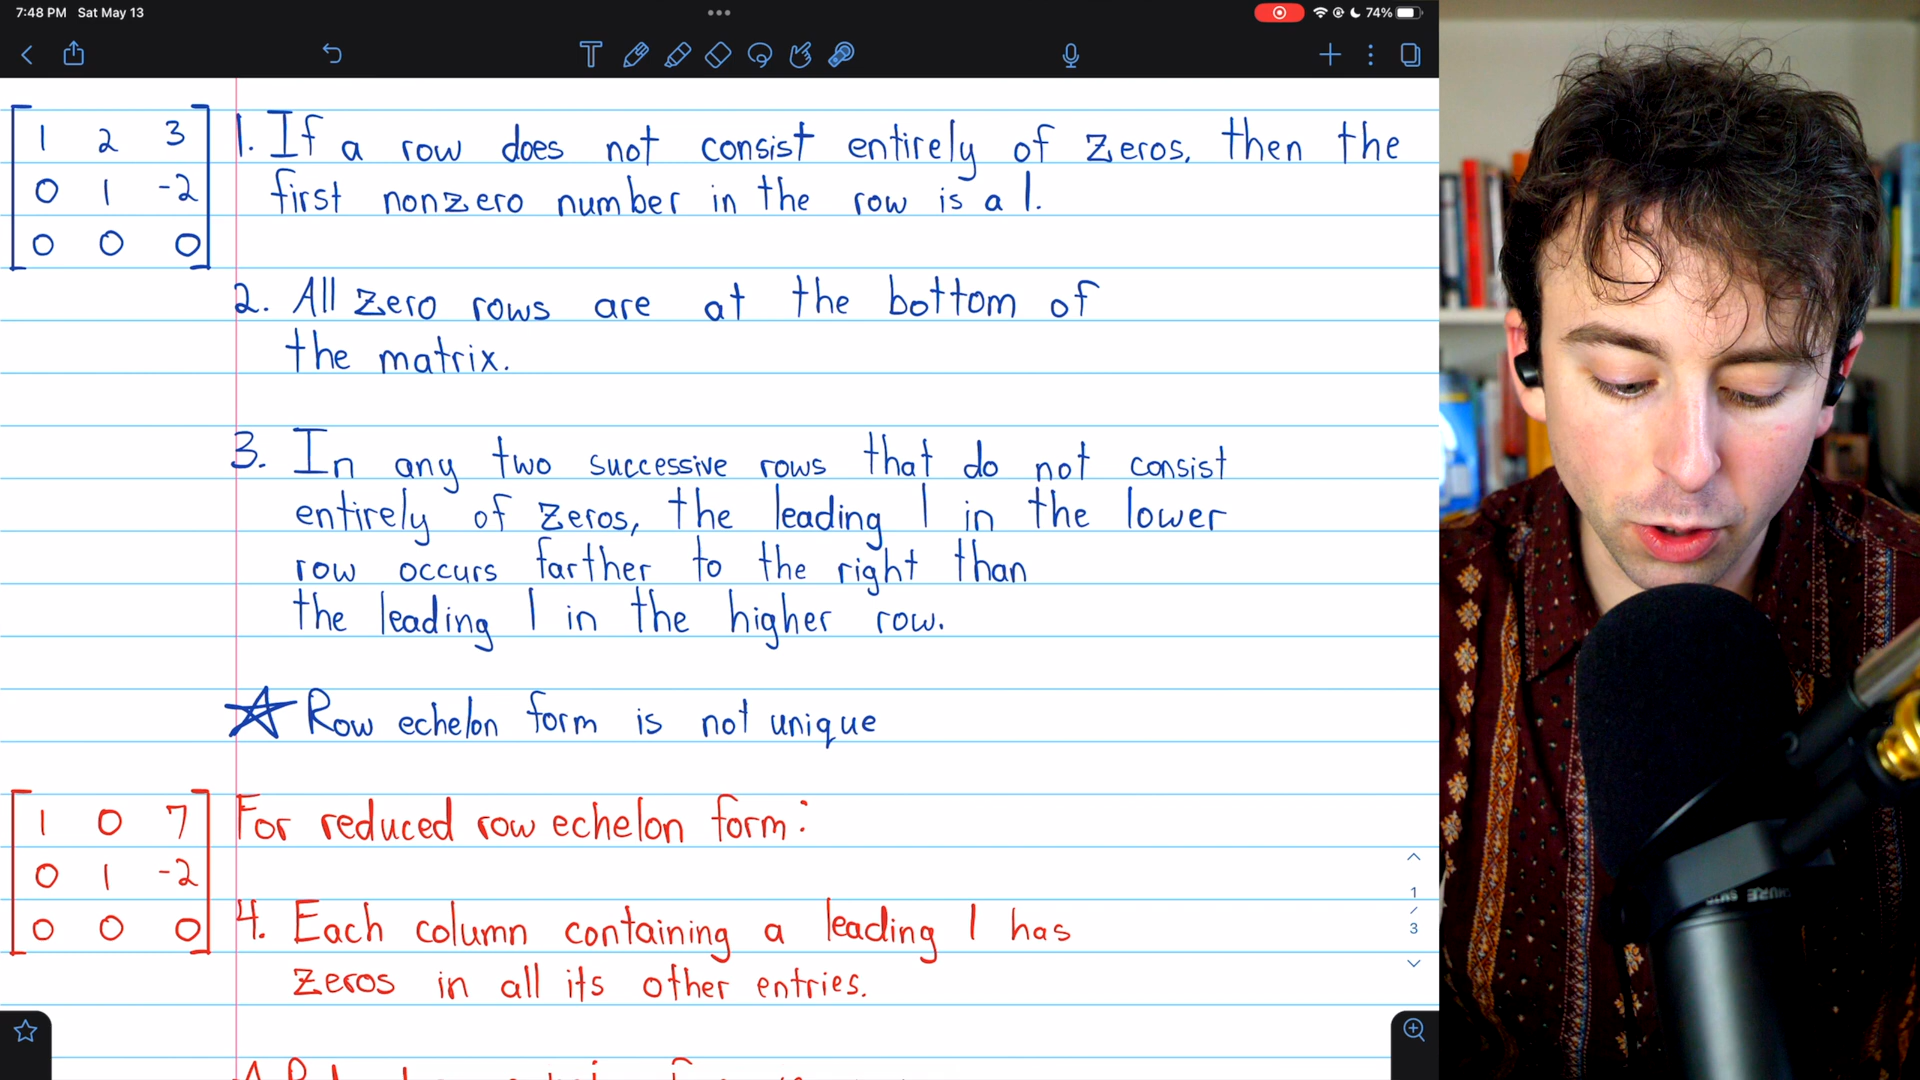 7:48 PM Sat May 13
74%
1 2 3
0 1 -2
0 0 0
1. If a row does not consist entirely of zeros, then the
first nonzero number in the row is a 1.
2. All zero rows are at the bottom of
the matrix.
3. In any two successive rows that do not consist
entirely of zeros, the leading 1 in the lower
row occurs farther to the right than
the leading 1 in the higher row.
Row echelon form is not unique
1 0 7
0 1 -2
0 0 0
For reduced row echelon form:
4. Each column containing a leading 1 has
zeros in all its other entries.
1
/
3